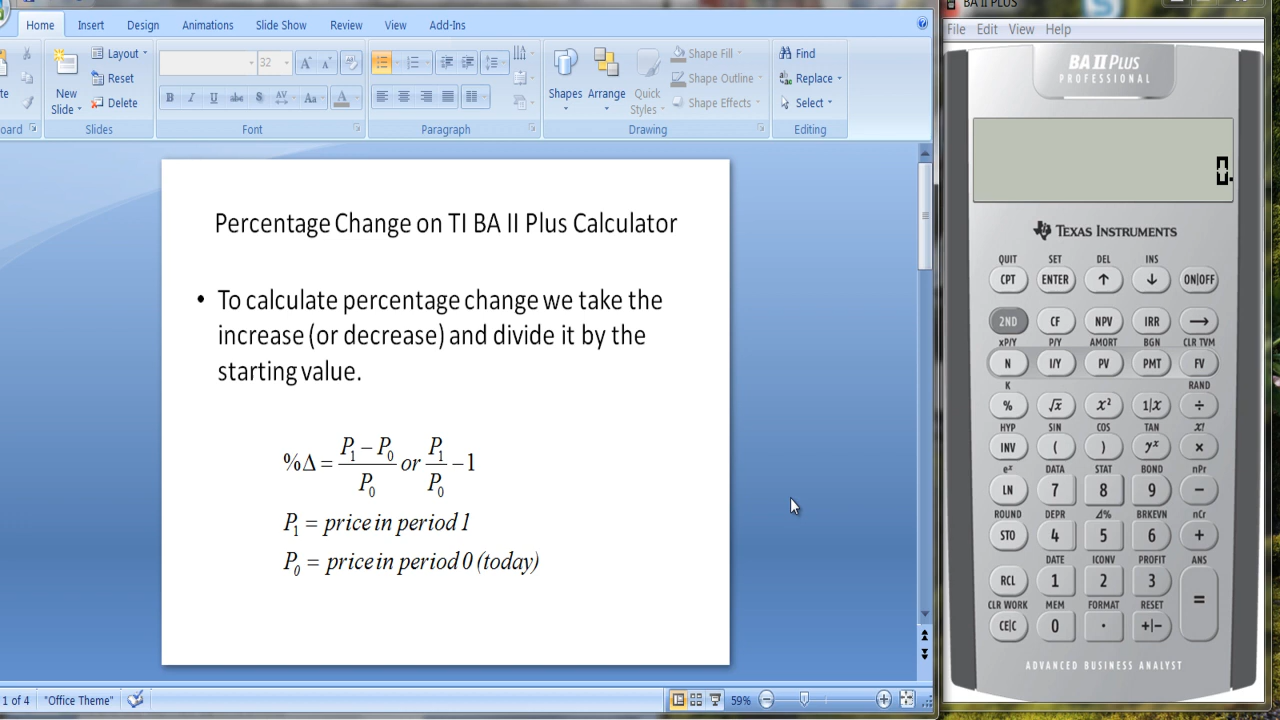 Home Insert Design Animations Slide Show Review View Add-Ins
New Slide
Layout
Reset
Delete
Slides
32
B I U abc S AV Aa A
Font
Paragraph
Shapes
Arrange
Quick Styles
Shape Fill
Shape Outline
Shape Effects
Drawing
Find
Replace
Select
Editing
Percentage Change on TI BA II Plus Calculator
• To calculate percentage change we take the
increase (or decrease) and divide it by the
starting value.
%Δ = (P₁ − P₀)/P₀ or P₁/P₀ − 1
P₁ = price in period 1
P₀ = price in period 0 (today)
1 of 4 "Office Theme" 59%
BA II PLUS
File Edit View Help
BA II PLUS
PROFESSIONAL
0.
TEXAS INSTRUMENTS
QUIT SET DEL INS
CPT ENTER ↑ ↓ ON|OFF
2ND CF NPV IRR →
xP/Y P/Y AMORT BGN CLR TVM
N I/Y PV PMT FV
K RAND
% √x x² 1/x ÷
HYP SIN COS TAN x!
INV ( ) yˣ ×
eˣ DATA STAT BOND nPr
LN 7 8 9 −
ROUND DEPR Δ% BRKEVN nCr
STO 4 5 6 +
DATE ICONV PROFIT ANS
RCL 1 2 3 =
CLR WORK MEM FORMAT RESET
CE|C 0 . +|−
ADVANCED BUSINESS ANALYST